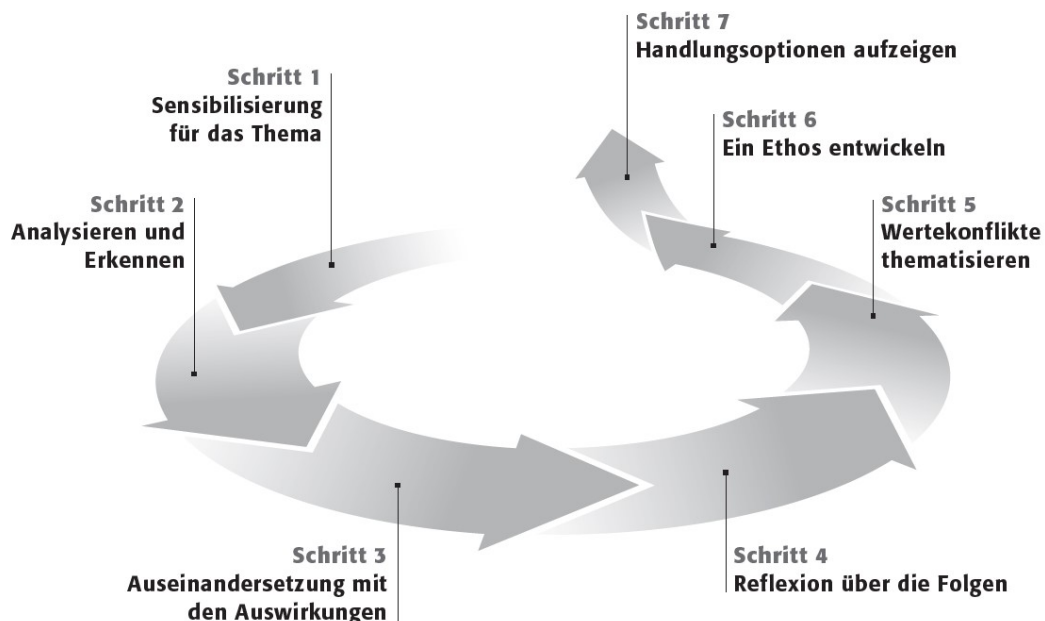 Schritt 1
Sensibilisierung
für das Thema
Schritt 2
Analysieren und
Erkennen
Schritt 3
Auseinandersetzung mit
den Auswirkungen
Schritt 4
Reflexion über die Folgen
Schritt 5
Wertekonflikte
thematisieren
Schritt 6
Ein Ethos entwickeln
Schritt 7
Handlungsoptionen aufzeigen